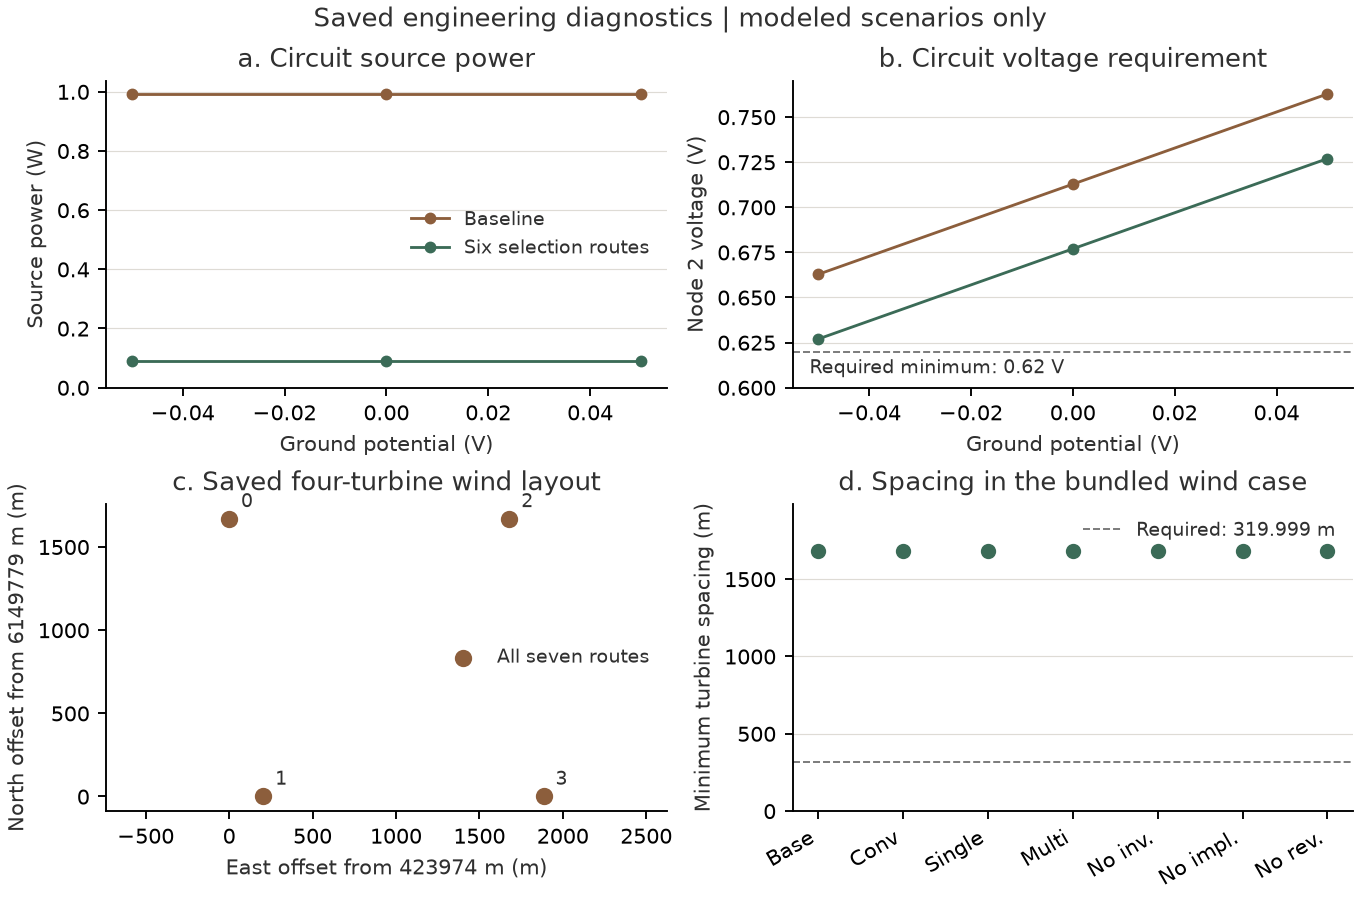 Saved engineering diagnostics | modeled scenarios only
a. Circuit source power
1.0
0.8
0.6
0.4
0.2
0.0
Source power (W)
Baseline
Six selection routes
−0.04 −0.02 0.00 0.02 0.04
Ground potential (V)
b. Circuit voltage requirement
0.750
0.725
0.700
0.675
0.650
0.625
0.600
Node 2 voltage (V)
Required minimum: 0.62 V
−0.04 −0.02 0.00 0.02 0.04
Ground potential (V)
c. Saved four-turbine wind layout
0 2
1500
1000
500
0
North offset from 6149779 m (m)
All seven routes
1 3
−500 0 500 1000 1500 2000 2500
East offset from 423974 m (m)
d. Spacing in the bundled wind case
Required: 319.999 m
1500
1000
500
0
Minimum turbine spacing (m)
Base Conv Single Multi No inv. No impl. No rev.